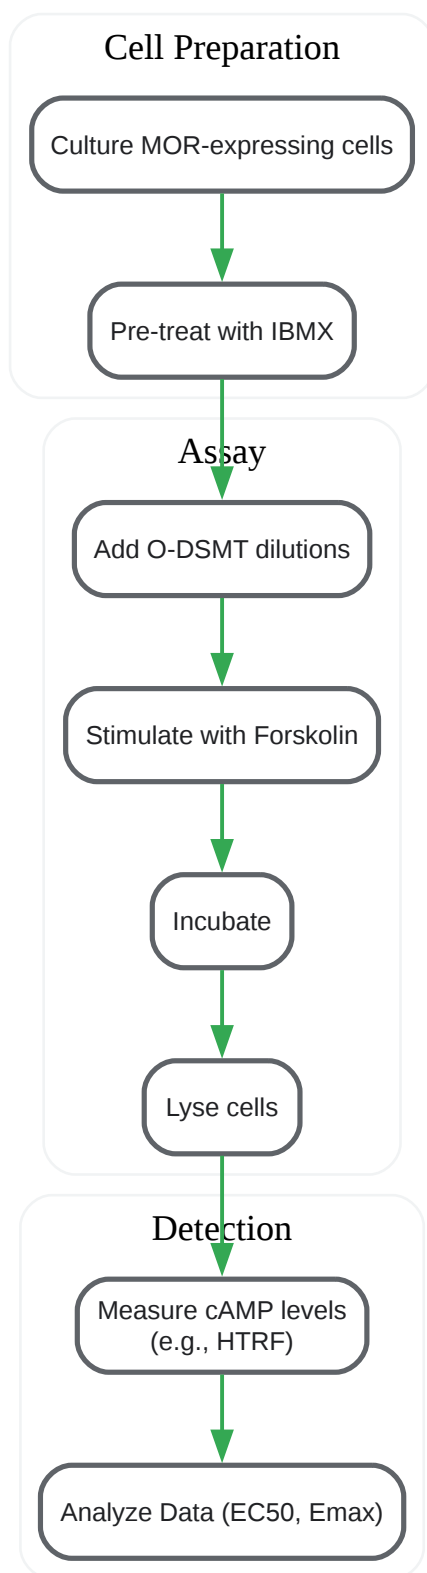 Cell Preparation
Culture MOR-expressing cells
Pre-treat with IBMX
Assay
Add O-DSMT dilutions
Stimulate with Forskolin
Incubate
Lyse cells
Detection
Measure cAMP levels
(e.g., HTRF)
Analyze Data (EC50, Emax)